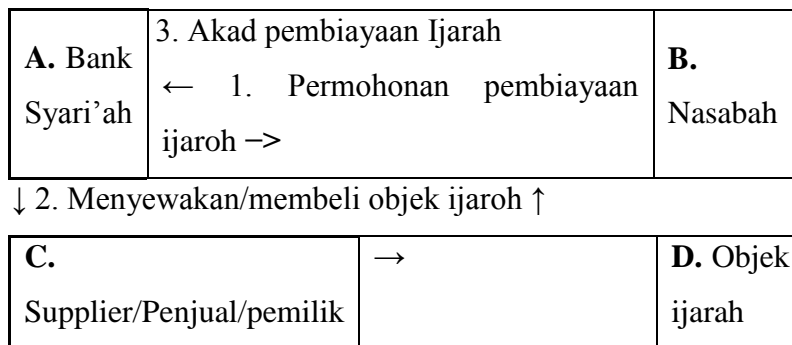 A. Bank Syari’ah
3. Akad pembiayaan Ijarah
← 1. Permohonan pembiayaan
ijaroh −>
B.
Nasabah
↓ 2. Menyewakan/membeli objek ijaroh ↑
C.
Supplier/Penjual/pemilik
→
D. Objek
ijarah